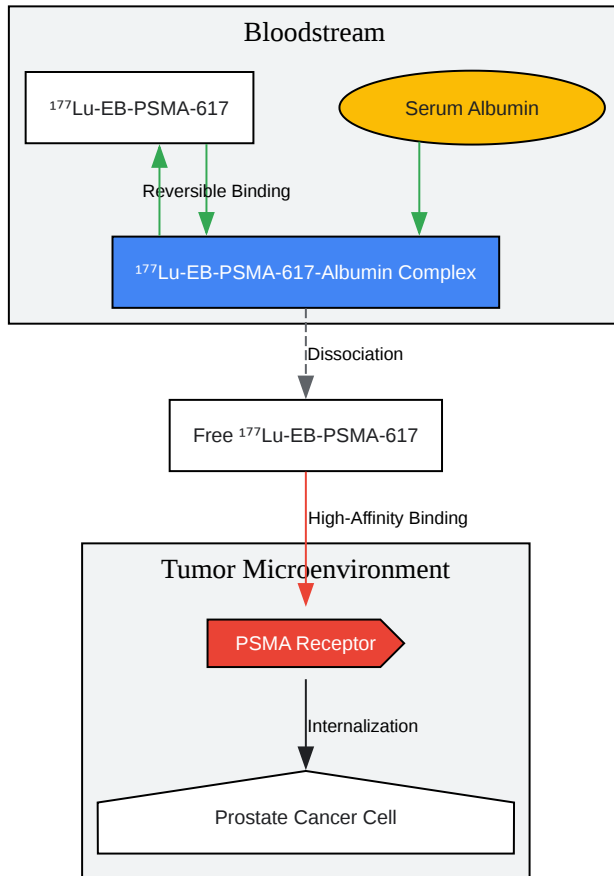 Bloodstream
¹⁷⁷Lu-EB-PSMA-617
Serum Albumin
Reversible Binding
¹⁷⁷Lu-EB-PSMA-617-Albumin Complex
Dissociation
Free ¹⁷⁷Lu-EB-PSMA-617
High-Affinity Binding
Tumor Microenvironment
PSMA Receptor
Internalization
Prostate Cancer Cell